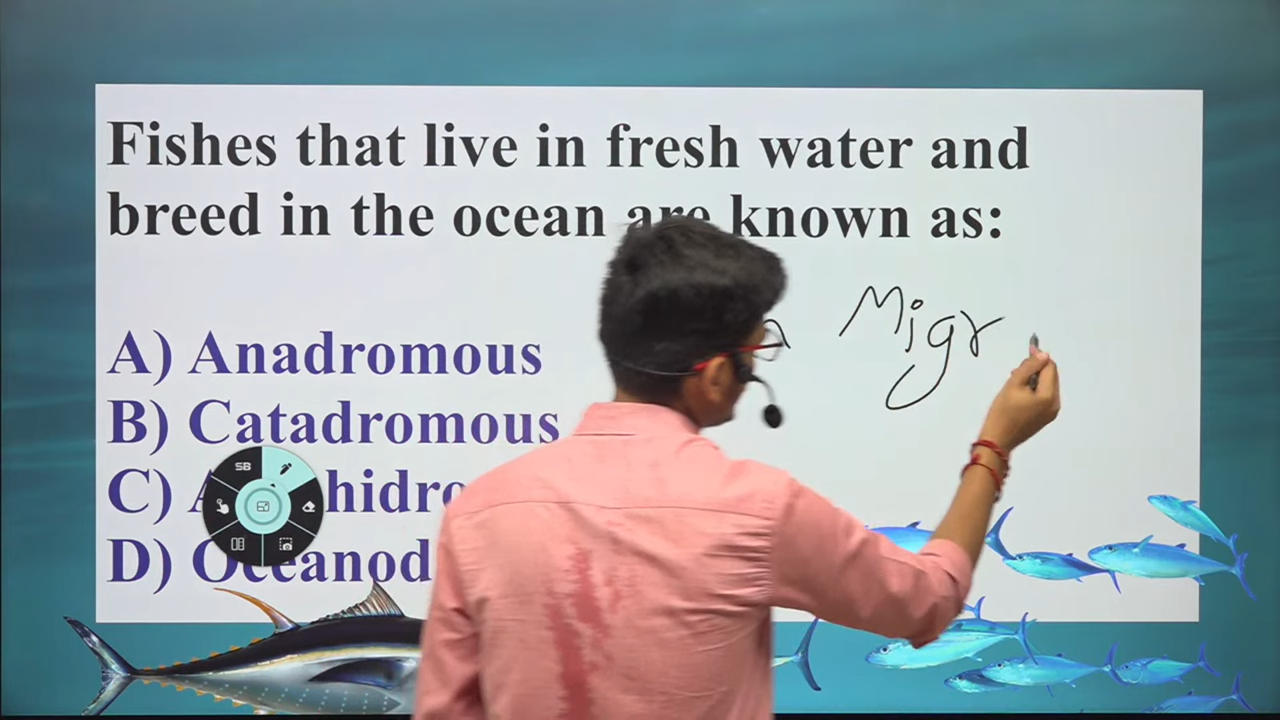 Fishes that live in fresh water and
breed in the ocean are known as:
A) Anadromous
B) Catadromous
C)
D)
Migr
SB